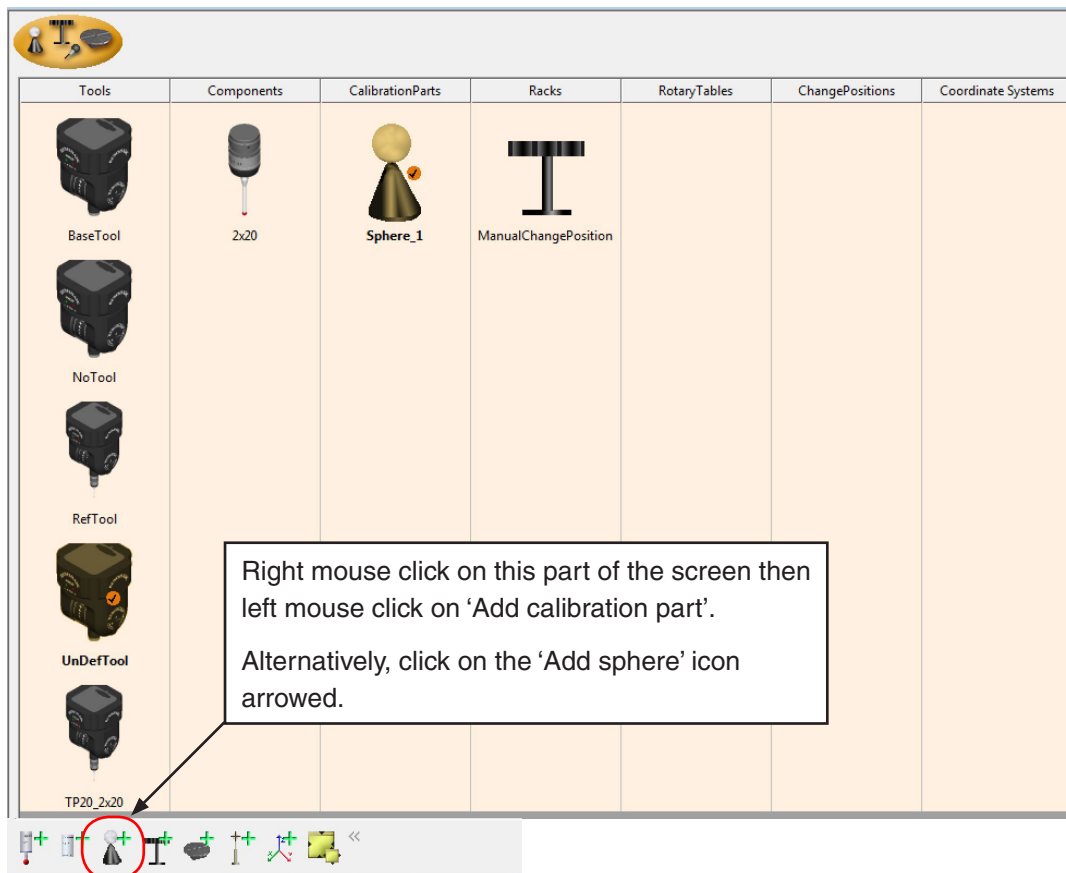 Tools Components CalibrationParts Racks RotaryTables ChangePositions Coordinate Systems
BaseTool 2x20 Sphere_1 ManualChangePosition
NoTool
RefTool
Right mouse click on this part of the screen then
left mouse click on ‘Add calibration part’.
Alternatively, click on the ‘Add sphere’ icon
arrowed.
UnDefTool
TP20_2x20